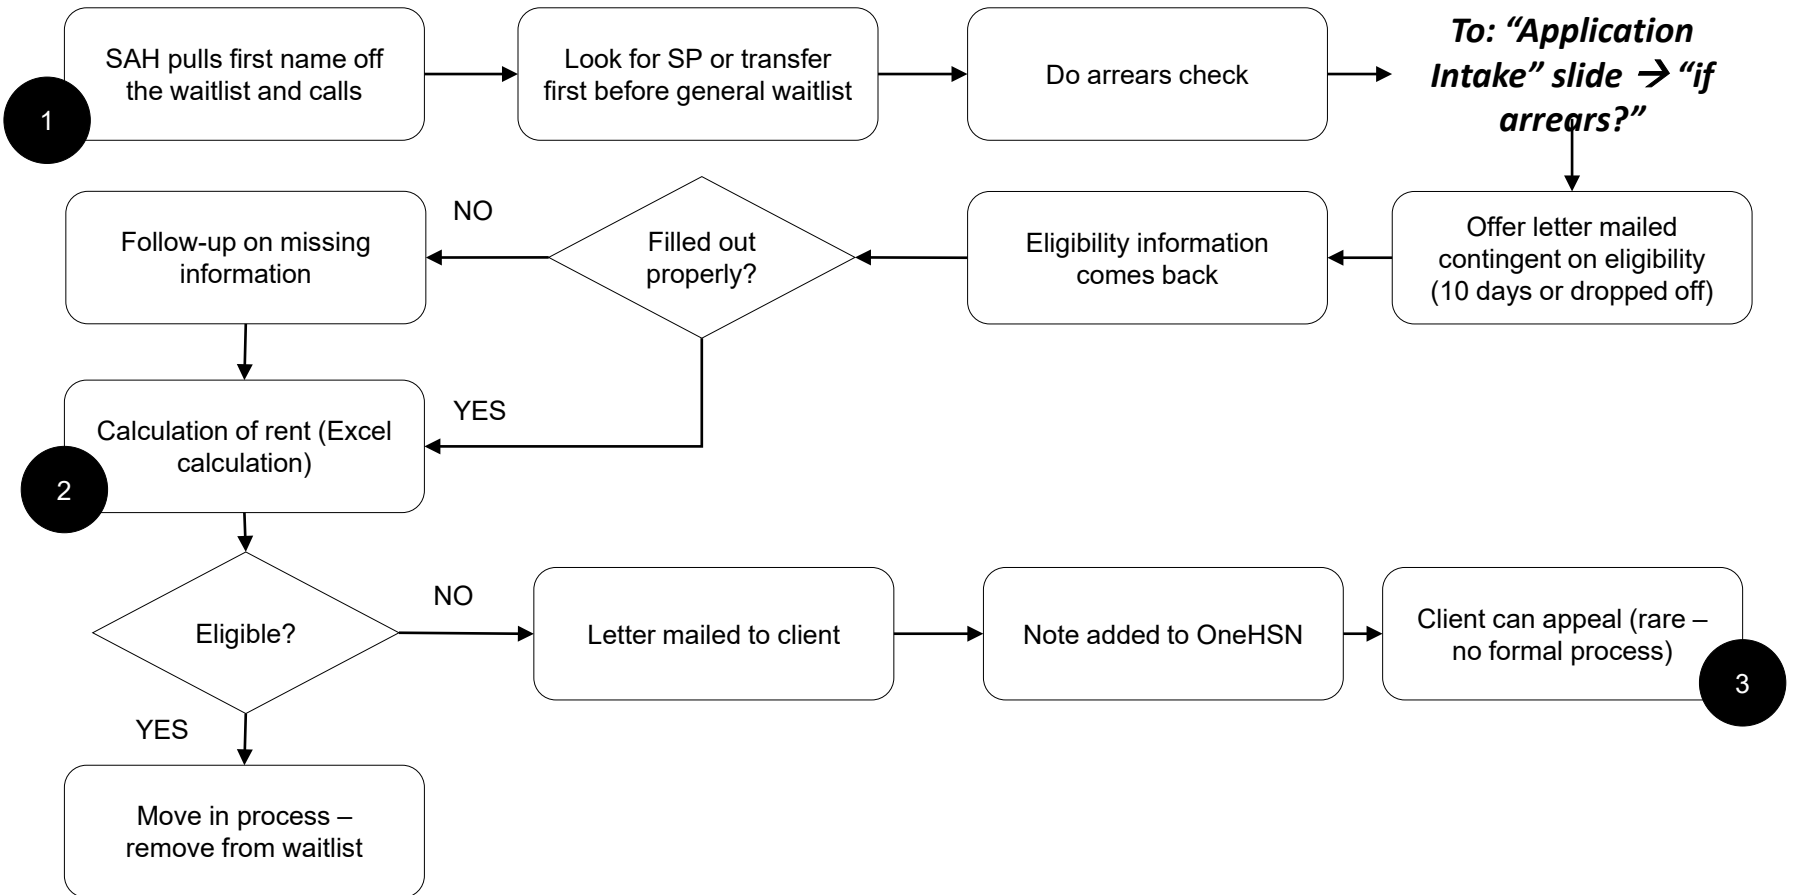 SAH pulls first name off
the waitlist and calls
1
Look for SP or transfer
first before general waitlist
Do arrears check
To: “Application
Intake” slide → “if
arrears?”
Offer letter mailed
contingent on eligibility
(10 days or dropped off)
Eligibility information
comes back
Filled out
properly?
NO
Follow-up on missing
information
YES
Calculation of rent (Excel
calculation)
2
Eligible?
NO
Letter mailed to client
Note added to OneHSN
Client can appeal (rare –
no formal process)
3
YES
Move in process –
remove from waitlist